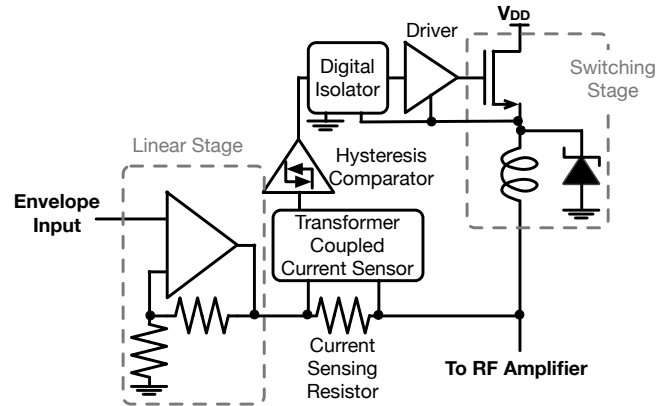 VDD
Driver
Digital
Isolator
Switching
Stage
Linear Stage
Hysteresis
Comparator
Envelope
Input
Transformer
Coupled
Current Sensor
Current
Sensing
Resistor
To RF Amplifier